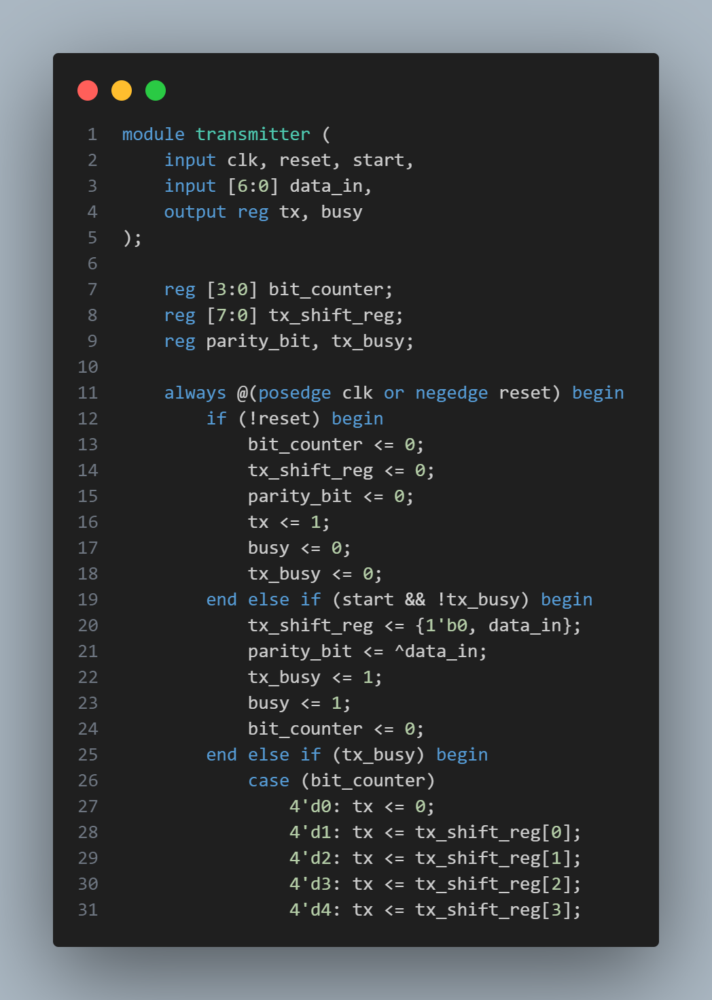 1 module transmitter (
2     input clk, reset, start,
3     input [6:0] data_in,
4     output reg tx, busy
5 );
6
7     reg [3:0] bit_counter;
8     reg [7:0] tx_shift_reg;
9     reg parity_bit, tx_busy;
10
11     always @(posedge clk or negedge reset) begin
12         if (!reset) begin
13             bit_counter <= 0;
14             tx_shift_reg <= 0;
15             parity_bit <= 0;
16             tx <= 1;
17             busy <= 0;
18             tx_busy <= 0;
19         end else if (start && !tx_busy) begin
20             tx_shift_reg <= {1'b0, data_in};
21             parity_bit <= ^data_in;
22             tx_busy <= 1;
23             busy <= 1;
24             bit_counter <= 0;
25         end else if (tx_busy) begin
26             case (bit_counter)
27                 4'd0: tx <= 0;
28                 4'd1: tx <= tx_shift_reg[0];
29                 4'd2: tx <= tx_shift_reg[1];
30                 4'd3: tx <= tx_shift_reg[2];
31                 4'd4: tx <= tx_shift_reg[3];